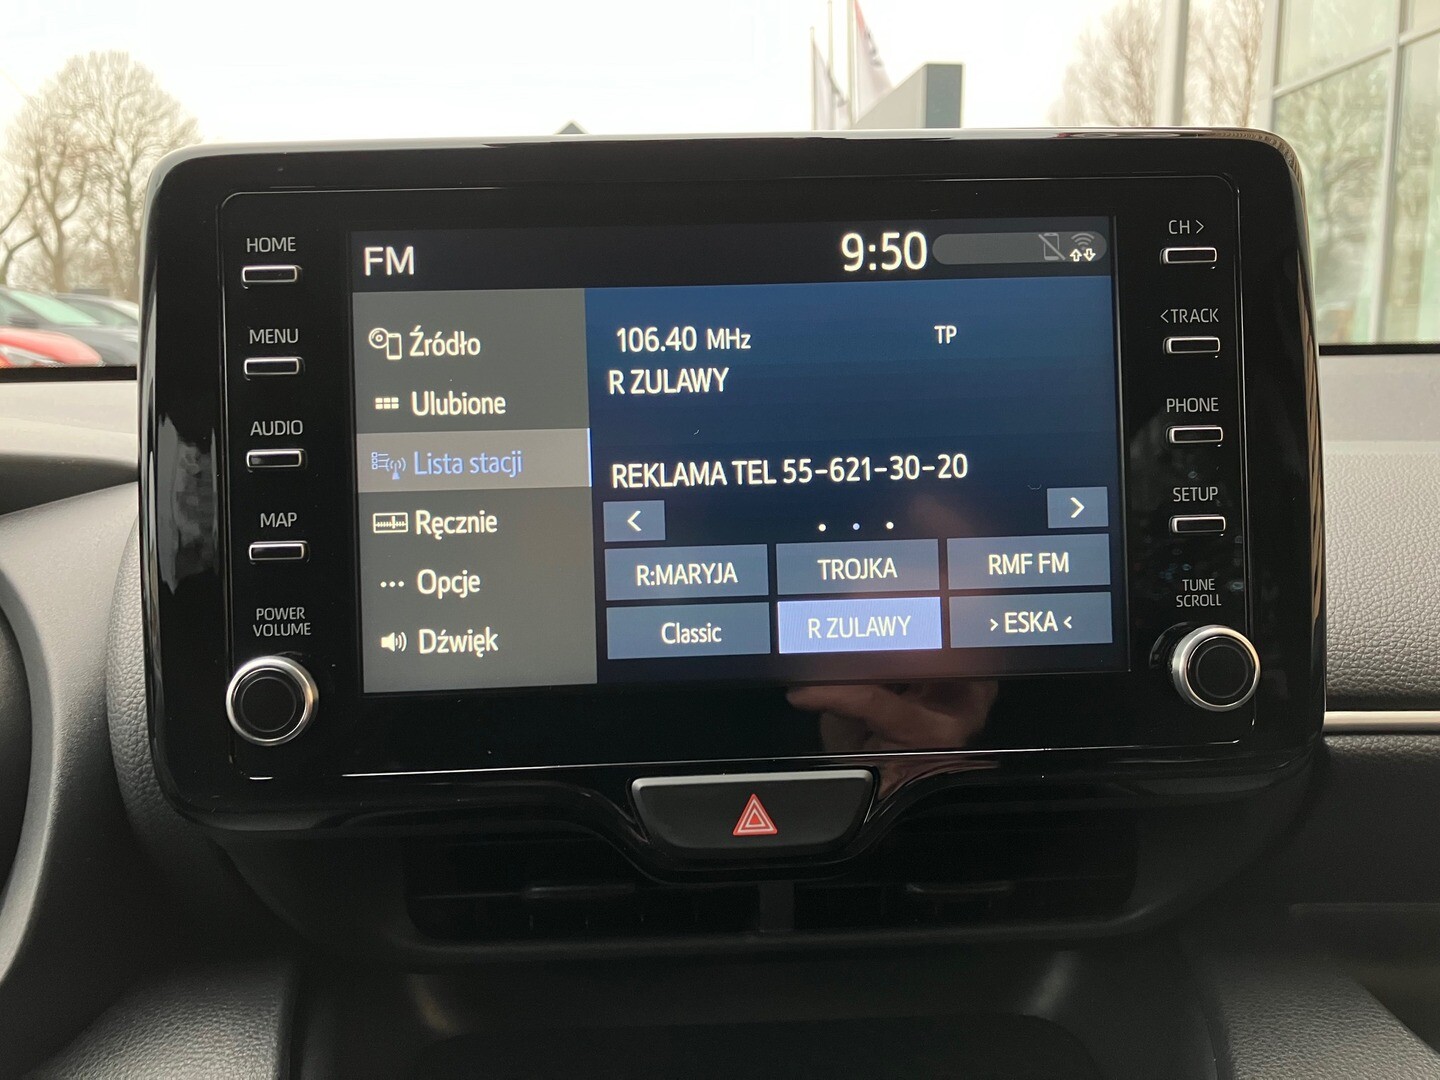 HOME
MENU
AUDIO
MAP
POWER
VOLUME
FM
9:50
Źródło
Ulubione
Lista stacji
Ręcznie
... Opcje
Dźwięk
106.40 MHz TP
R ZULAWY
REKLAMA TEL 55-621-30-20
< >
R:MARYJA TROJKA RMF FM
Classic R ZULAWY > ESKA <
CH >
< TRACK
PHONE
SETUP
TUNE
SCROLL